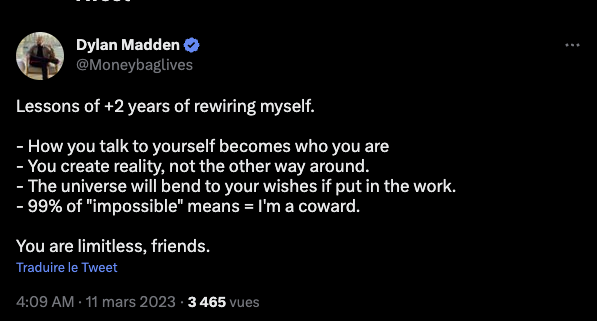 Dylan Madden
@Moneybaglives
Lessons of +2 years of rewiring myself.
- How you talk to yourself becomes who you are
- You create reality, not the other way around.
- The universe will bend to your wishes if put in the work.
- 99% of "impossible" means = I'm a coward.
You are limitless, friends.
Traduire le Tweet
4:09 AM · 11 mars 2023 · 3 465 vues